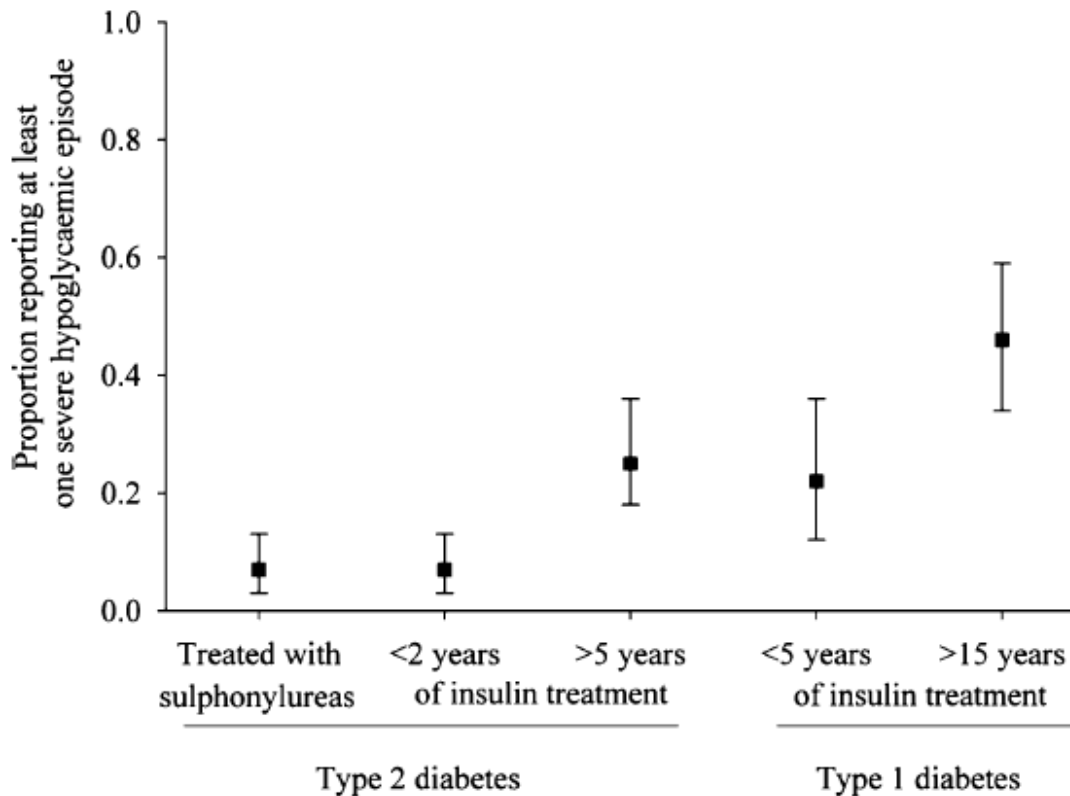 Proportion reporting at least
one severe hypoglycaemic episode
1.0
0.8
0.6
0.4
0.2
0.0
Treated with
sulphonylureas
<2 years
>5 years
of insulin treatment
<5 years
>15 years
of insulin treatment
Type 2 diabetes
Type 1 diabetes